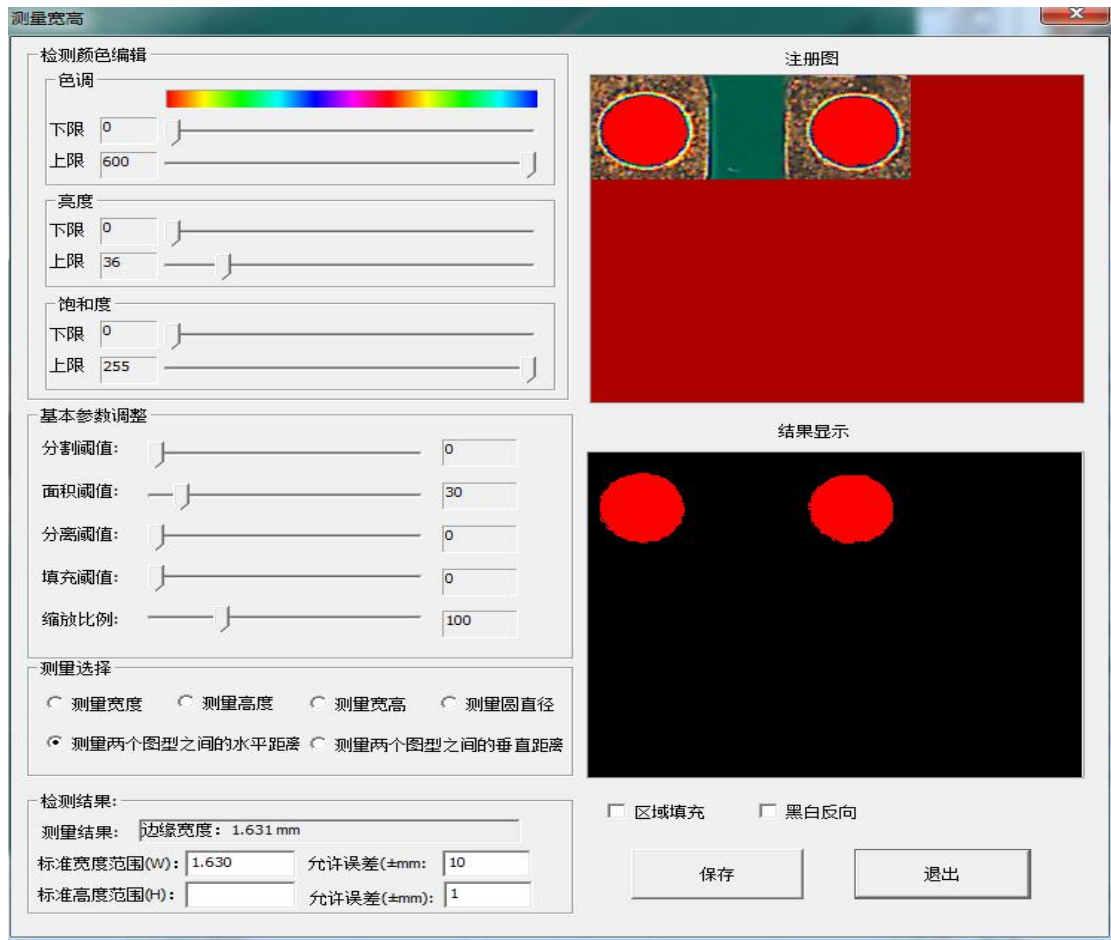 测量宽高
检测颜色编辑
色调
下限 0
上限 600
亮度
下限 0
上限 36
饱和度
下限 0
上限 255
基本参数调整
分割阈值: 0
面积阈值: 30
分离阈值: 0
填充阈值: 0
缩放比例: 100
测量选择
测量宽度 测量高度 测量宽高 测量圆直径
测量两个图型之间的水平距离 测量两个图型之间的垂直距离
检测结果:
测量结果: 边缘宽度: 1.631mm
标准宽度范围(W): 1.630 允许误差(±mm: 10
标准高度范围(H): 允许误差(±mm): 1
注册图
结果显示
区域填充 黑白反向
保存 退出